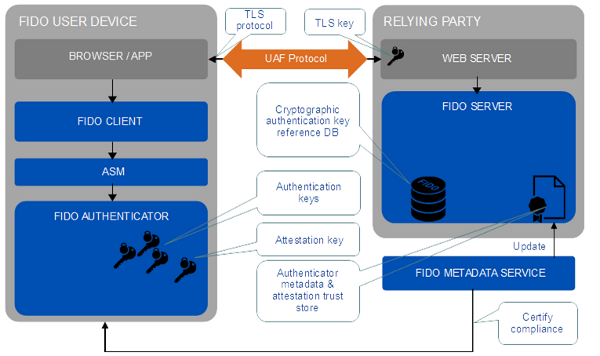 FIDO USER DEVICE
BROWSER / APP
FIDO CLIENT
ASM
FIDO AUTHENTICATOR
TLS
protocol
TLS key
UAF Protocol
Cryptographic
authentication key
reference DB
Authentication
keys
Attestation key
Authenticator
metadata &
attestation trust
store
RELYING PARTY
WEB SERVER
FIDO SERVER
FIDO
Update
FIDO METADATA SERVICE
Certify
compliance